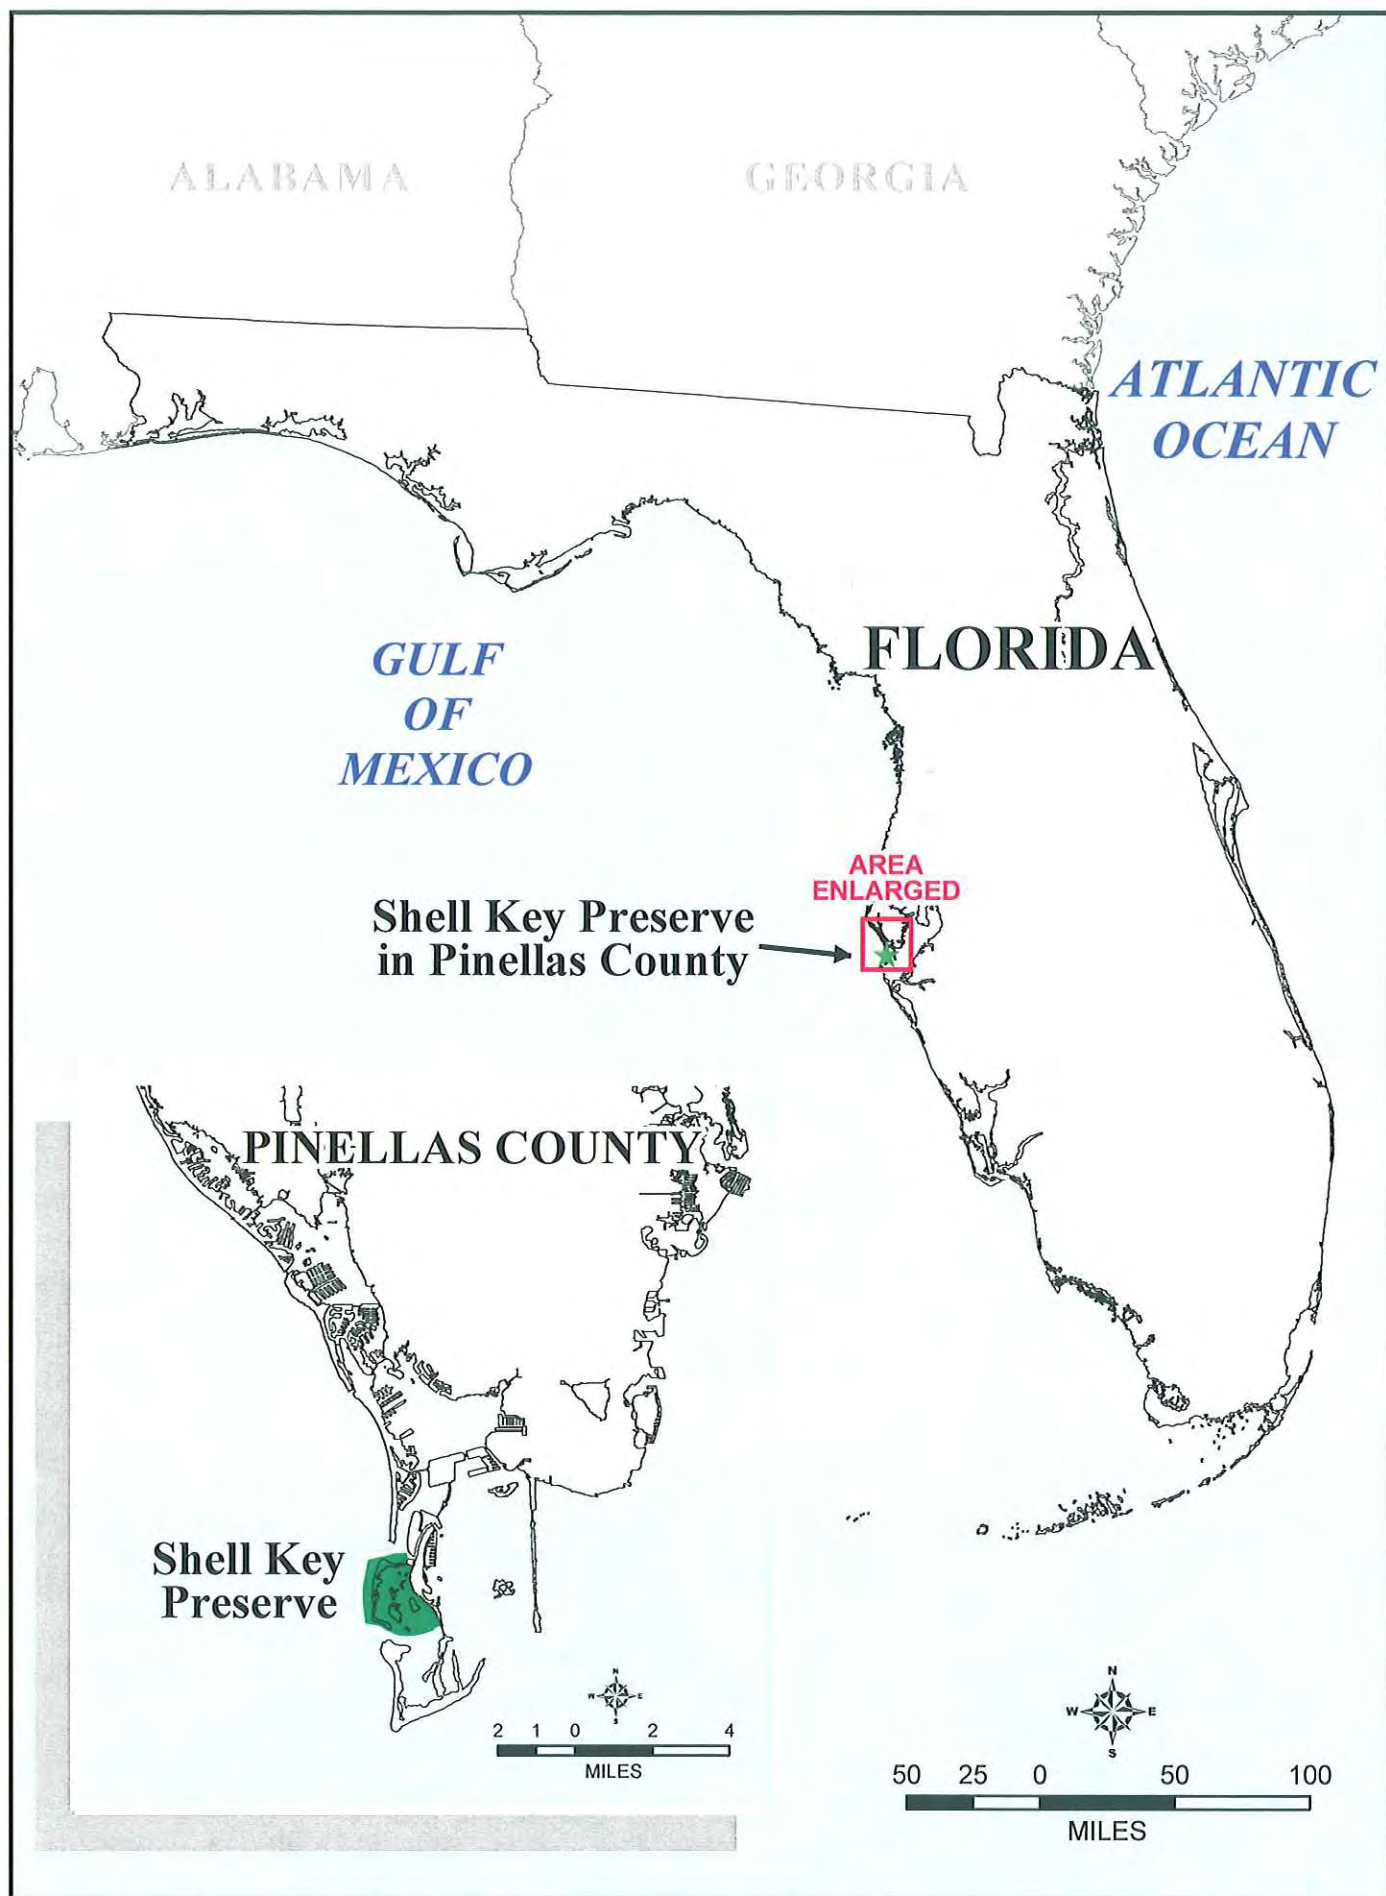 ALABAMA
GEORGIA
ATLANTIC
OCEAN
FLORIDA
GULF
OF
MEXICO
AREA
ENLARGED
Shell Key Preserve
in Pinellas County
PINELLAS COUNTY
Shell Key
Preserve
N
W E
S
2 1 0 2 4
MILES
N
W E
S
50 25 0 50 100
MILES